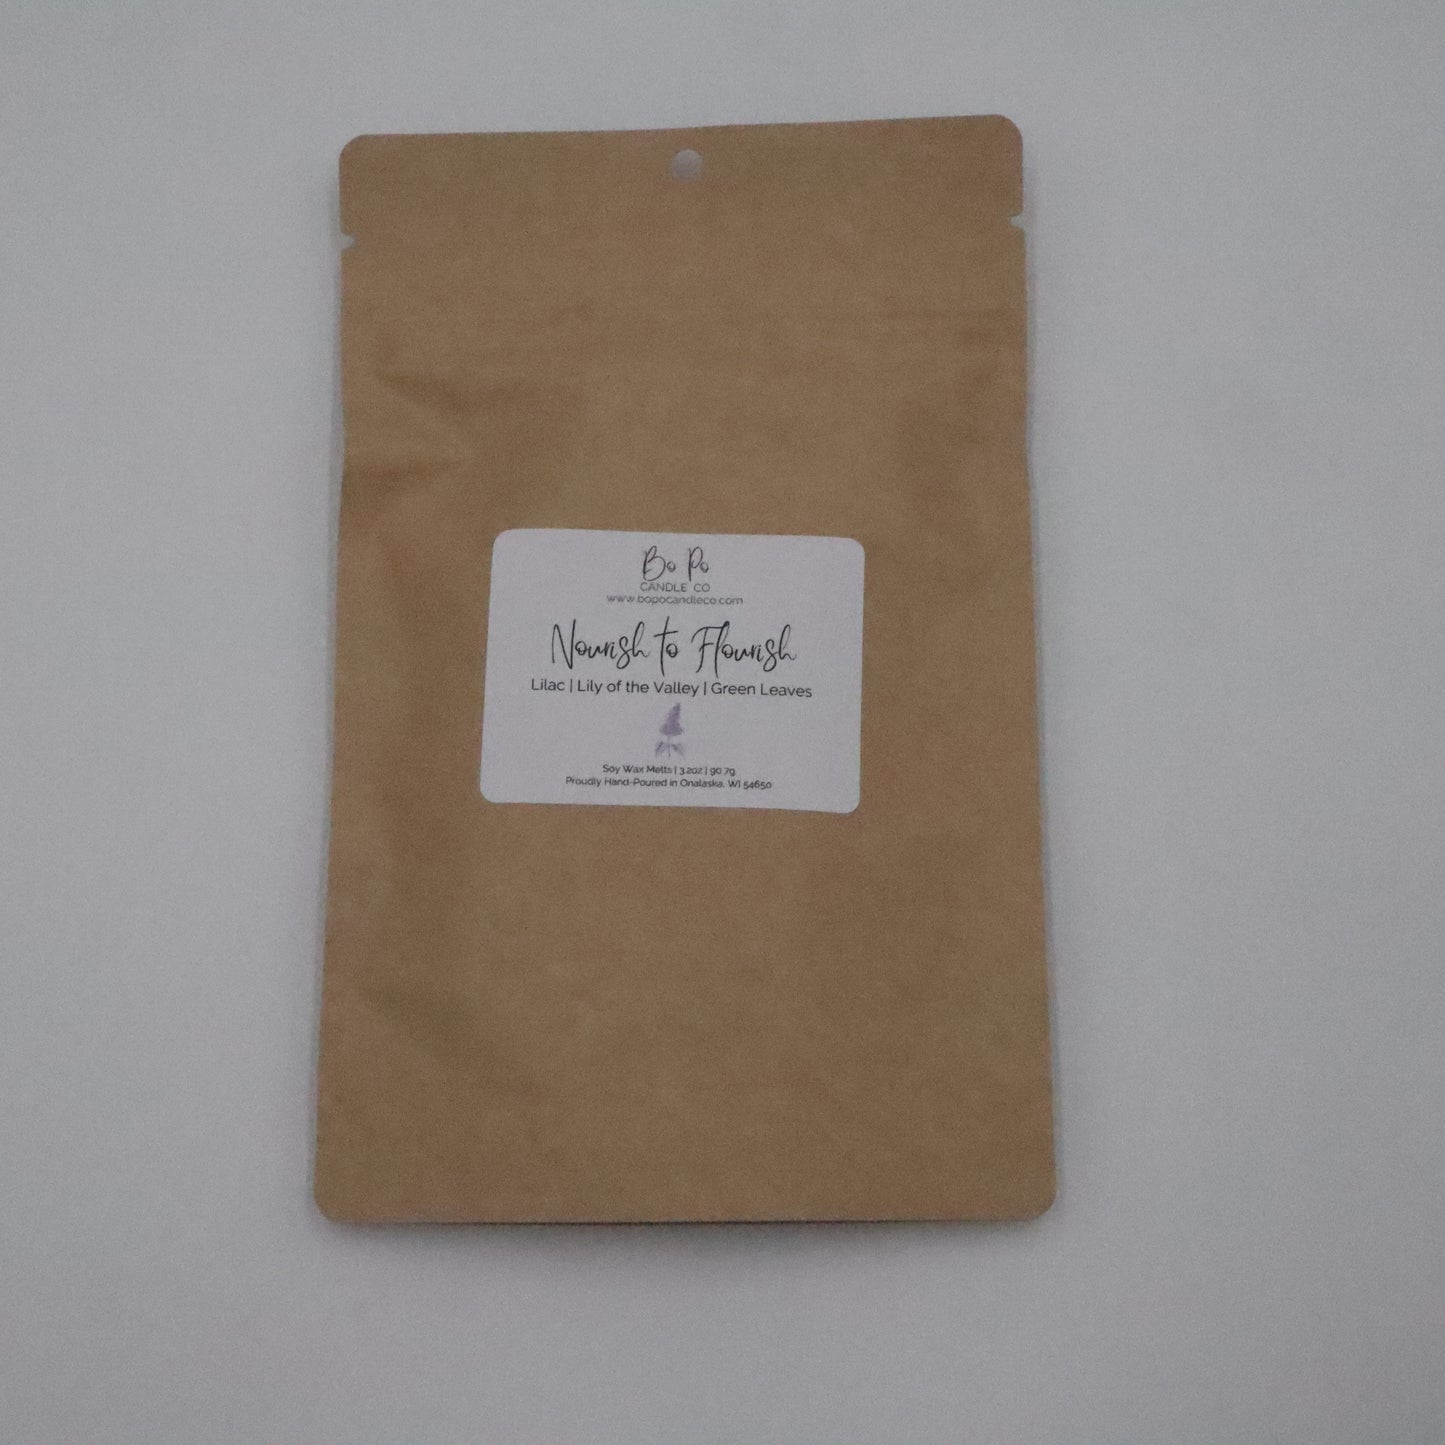 Bo Po
CANDLE CO
www.bopocandleco.com
Nourish to Flourish
Lilac | Lily of the Valley | Green Leaves
Soy Wax Melts | 3.2oz | 90.7g
Proudly Hand-Poured in Onalaska, WI 54650